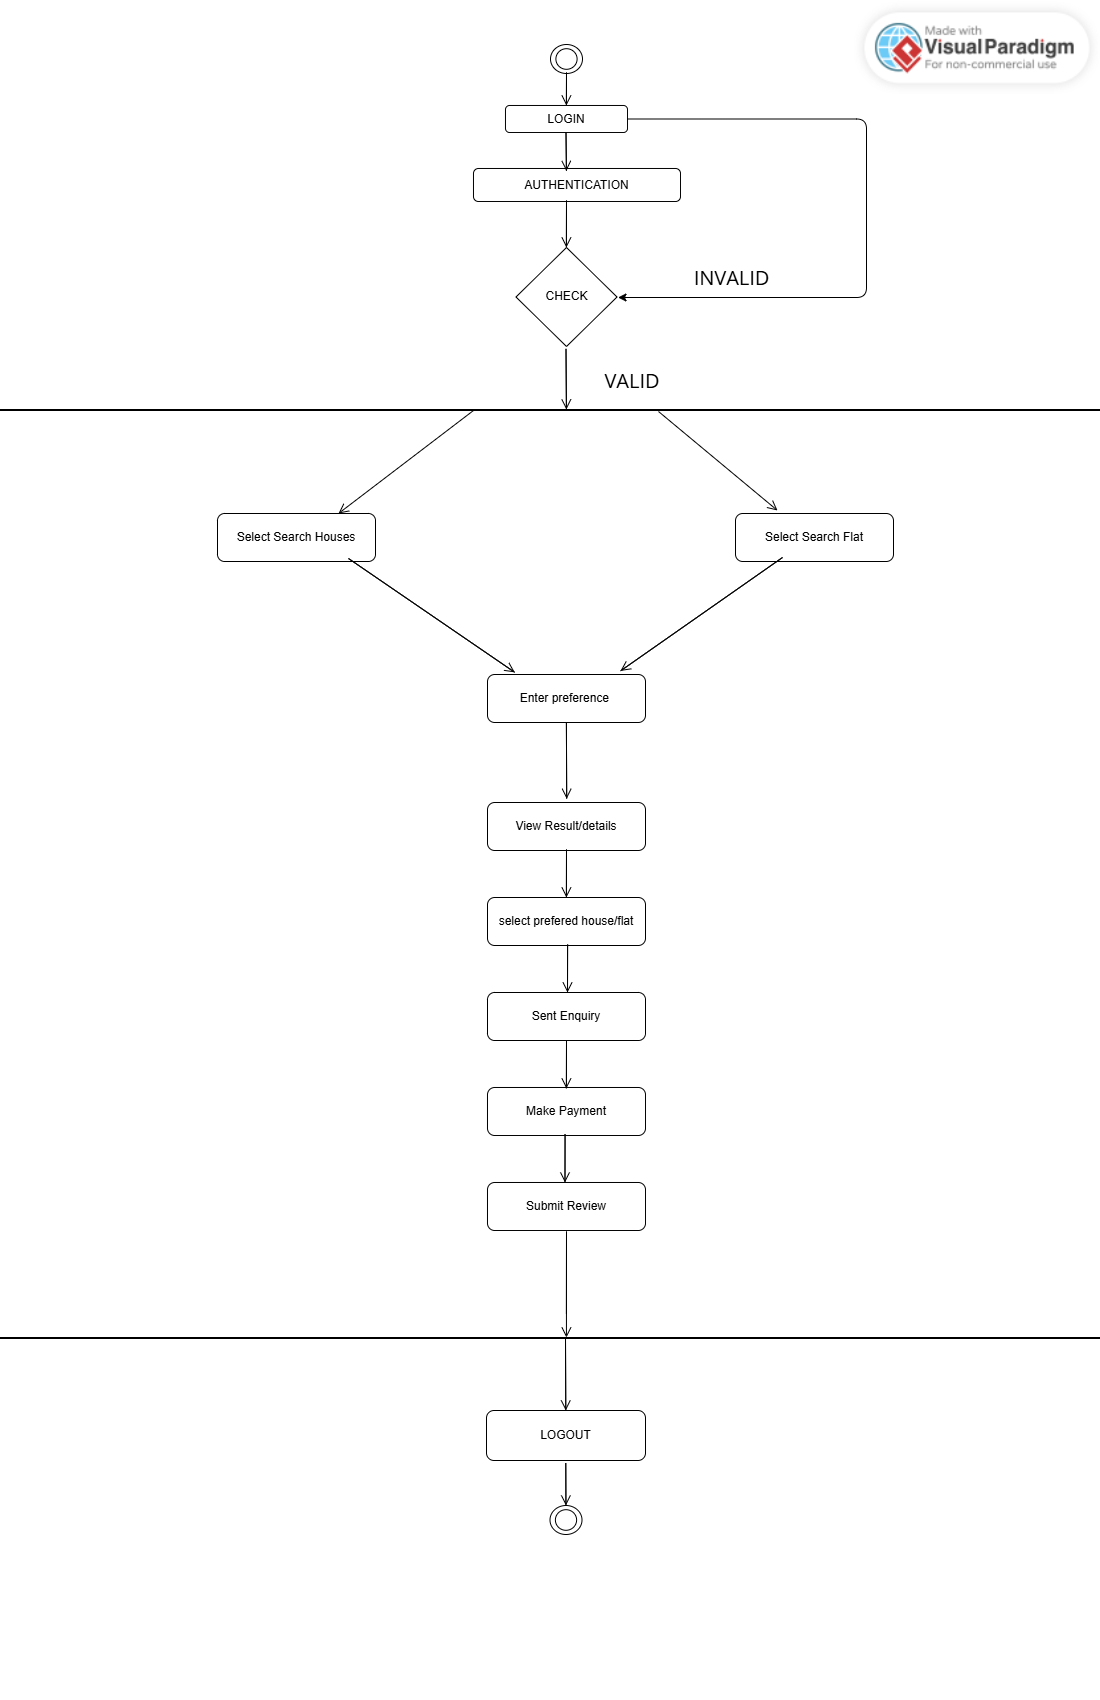 Made with
Visual Paradigm
For non-commercial use
LOGIN
AUTHENTICATION
INVALID
CHECK
VALID
Select Search Houses
Select Search Flat
Enter preference
View Result/details
select prefered house/flat
Sent Enquiry
Make Payment
Submit Review
LOGOUT